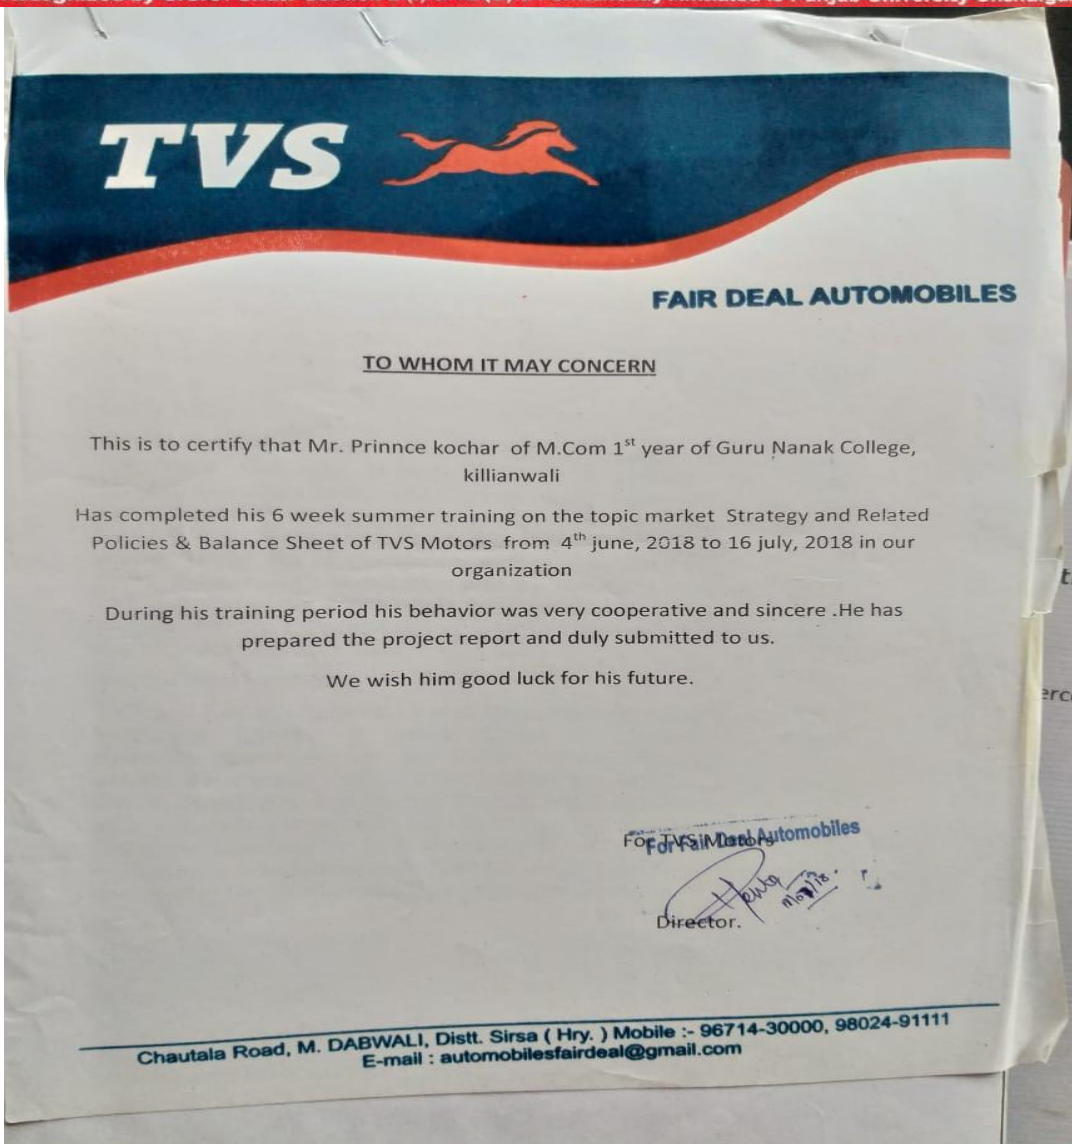 TVS
FAIR DEAL AUTOMOBILES
TO WHOM IT MAY CONCERN
This is to certify that Mr. Prinnce kochar of M.Com 1st year of Guru Nanak College,
killianwali
Has completed his 6 week summer training on the topic market Strategy and Related
Policies & Balance Sheet of TVS Motors from 4th june, 2018 to 16 july, 2018 in our
organization
During his training period his behavior was very cooperative and sincere .He has
prepared the project report and duly submitted to us.
We wish him good luck for his future.
For TVS Motors
For Fair Deal Automobiles
Director.
Chautala Road, M. DABWALI, Distt. Sirsa ( Hry. ) Mobile :- 96714-30000, 98024-91111
E-mail : automobilesfairdeal@gmail.com